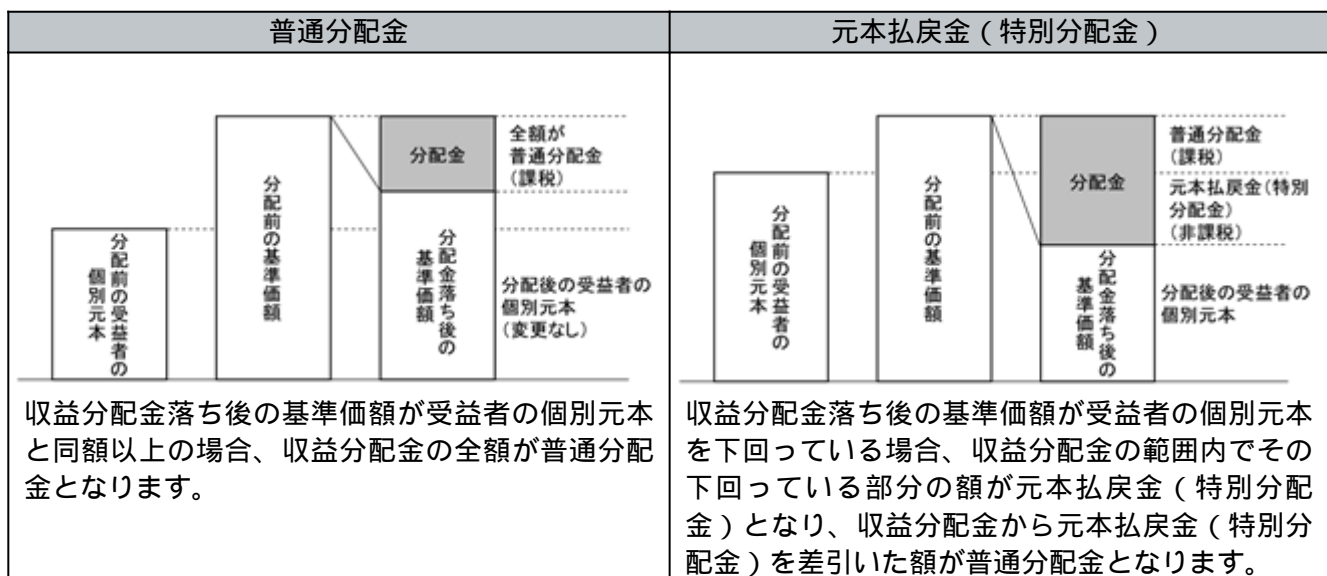 普通分配金
元本払戻金(特別分配金)
分配前の受益者の
個別元本
分配前の基準価額
分配金
分配金落ち後の
基準価額
全額が
普通分配金
(課税)
分配後の受益者の
個別元本
(変更なし)
収益分配金落ち後の基準価額が受益者の個別元本
と同額以上の場合、収益分配金の全額が普通分配
金となります。
分配前の受益者の
個別元本
分配前の基準価額
分配金
分配金落ち後の
基準価額
普通分配金
(課税)
元本払戻金(特別
分配金)
(非課税)
分配後の受益者の
個別元本
収益分配金落ち後の基準価額が受益者の個別元本
を下回っている場合、収益分配金の範囲内でその
下回っている部分の額が元本払戻金(特別分配
金)となり、収益分配金から元本払戻金(特別分
配金)を差引いた額が普通分配金となります。